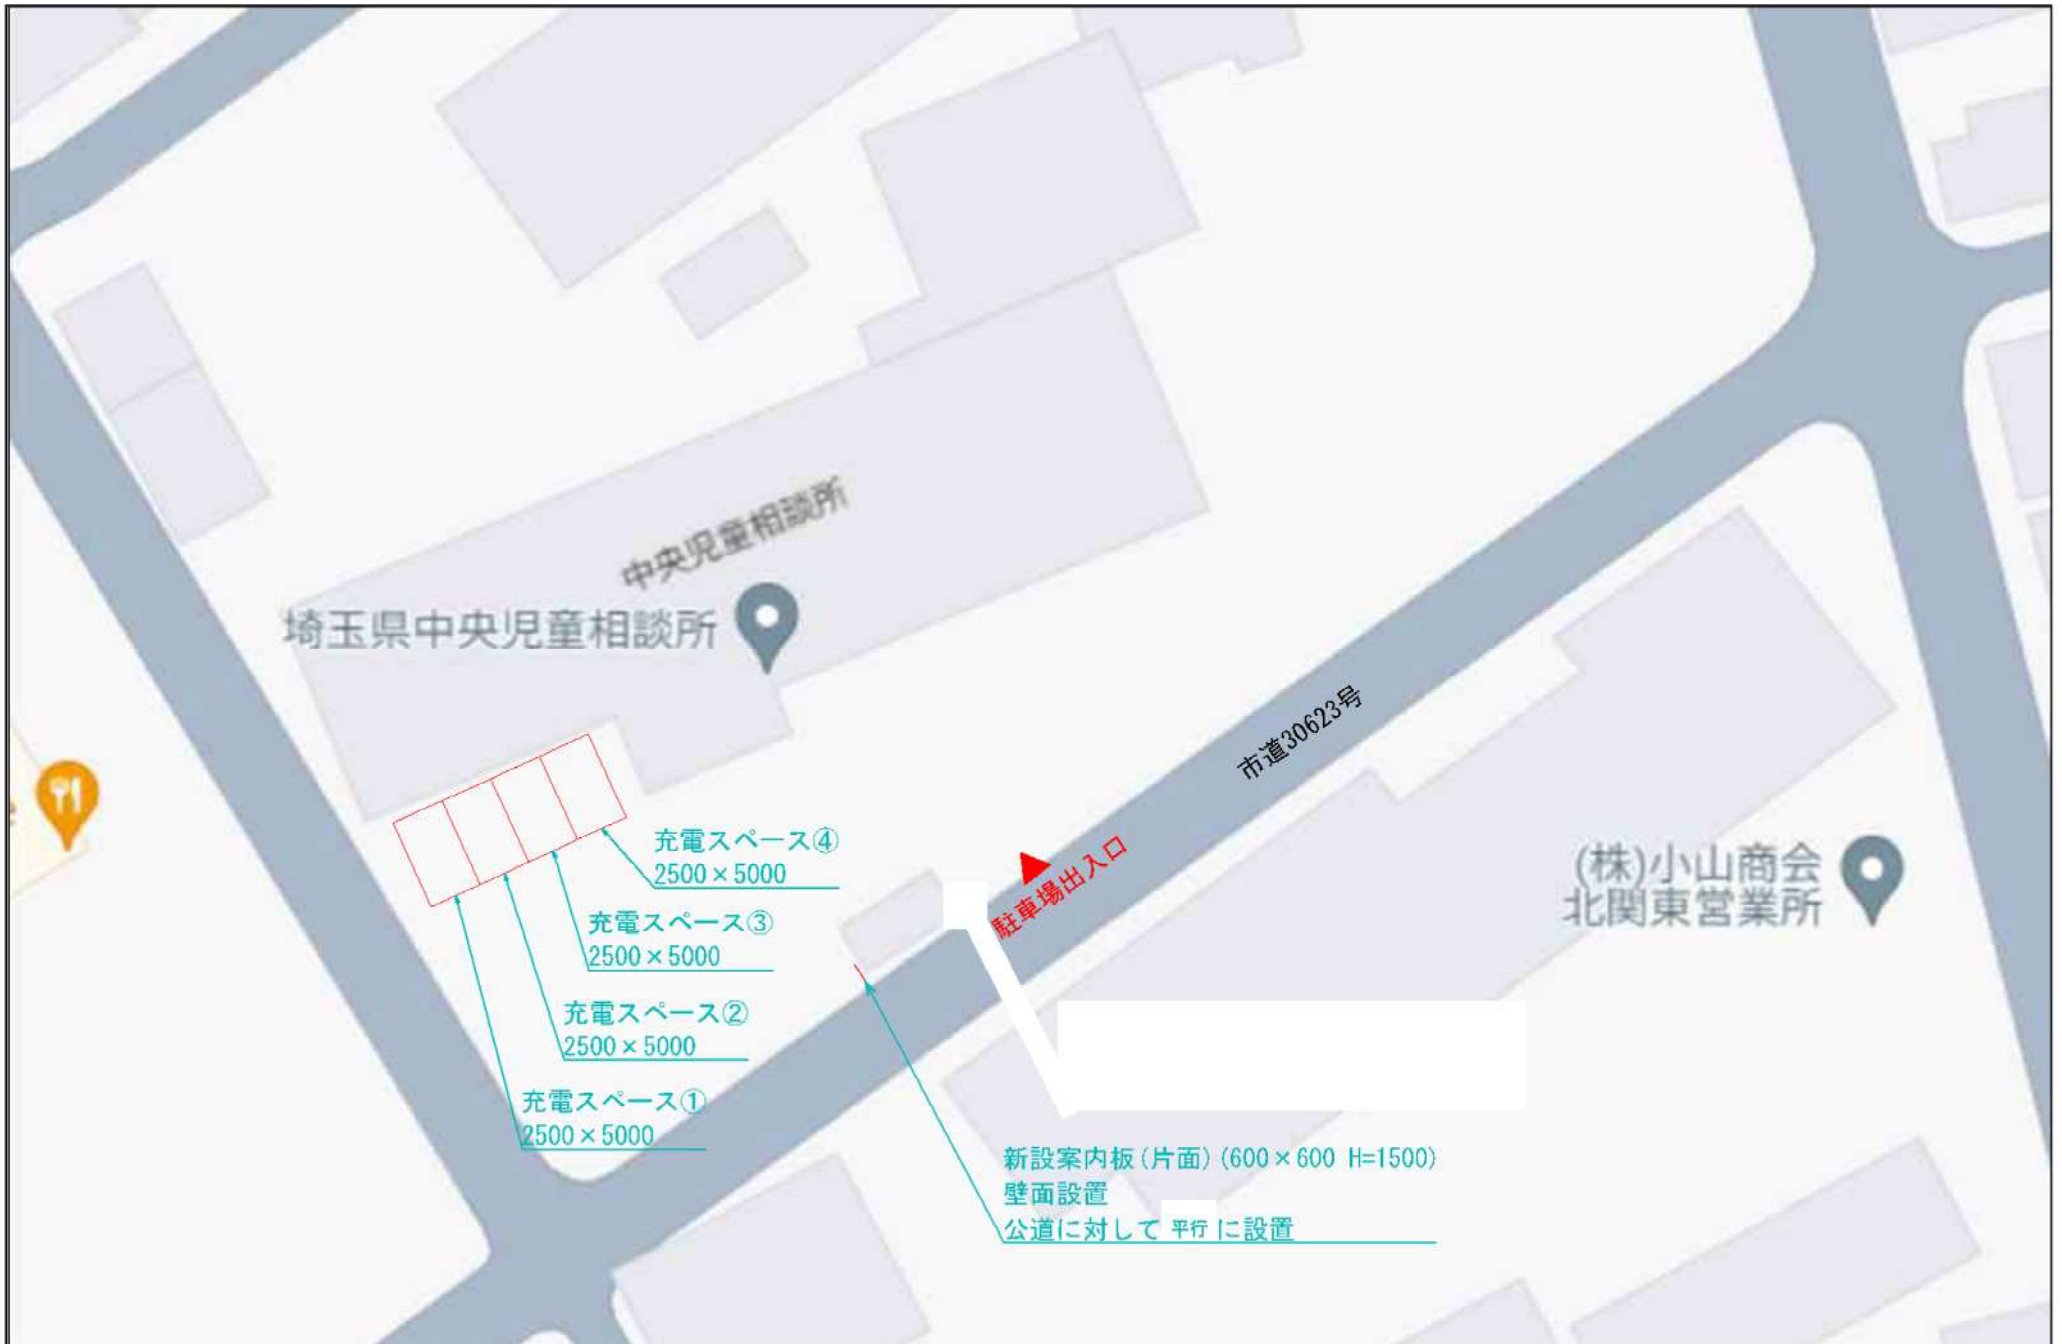 中央児童相談所
埼玉県中央児童相談所
市道30623号
充電スペース④
2500×5000
駐車場出入口
(株)小山商会
北関東営業所
充電スペース③
2500×5000
充電スペース②
2500×5000
充電スペース①
2500×5000
新設案内板(片面)(600×600 H=1500)
壁面設置
公道に対して 平行 に設置